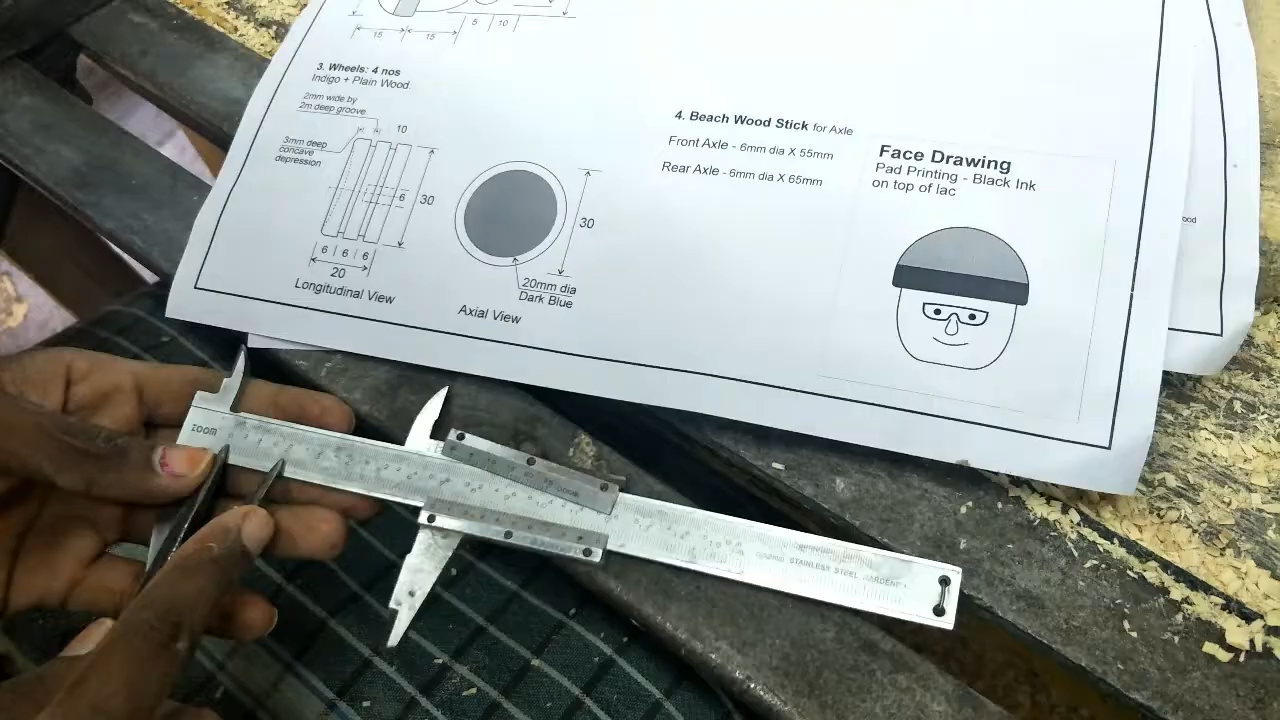 5 10
15 15
3. Wheels: 4 nos
Indigo + Plain Wood
2mm wide by
2m deep groove
10
3mm deep
concave
depression
6
30
6 6 6
20
Longitudinal View
30
20mm dia
Dark Blue
Axial View
4. Beach Wood Stick for Axle
Front Axle - 6mm dia X 55mm
Rear Axle - 6mm dia X 65mm
Face Drawing
Pad Printing - Black Ink
on top of lac
STAINLESS STEEL